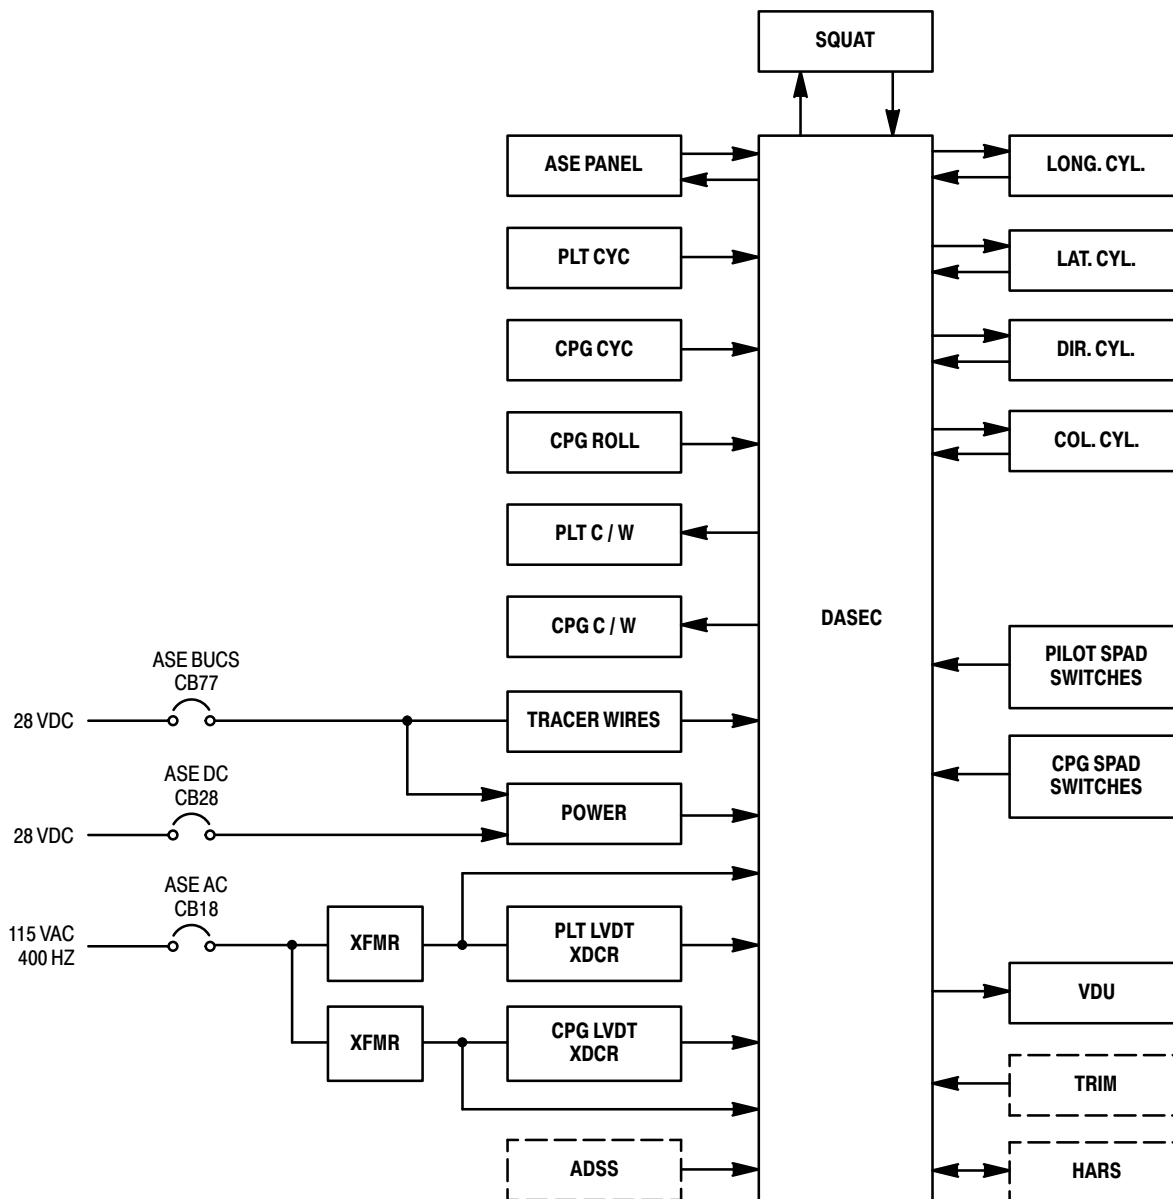 SQUAT
ASE PANEL
LONG. CYL.
PLT CYC
LAT. CYL.
CPG CYC
DIR. CYL.
CPG ROLL
COL. CYL.
PLT C / W
CPG C / W
DASEC
PILOT SPAD
SWITCHES
ASE BUCS
CB77
28 VDC
TRACER WIRES
CPG SPAD
SWITCHES
ASE DC
CB28
28 VDC
POWER
ASE AC
CB18
115 VAC
400 HZ
XFMR
PLT LVDT
XDCR
VDU
XFMR
CPG LVDT
XDCR
TRIM
ADSS
HARS